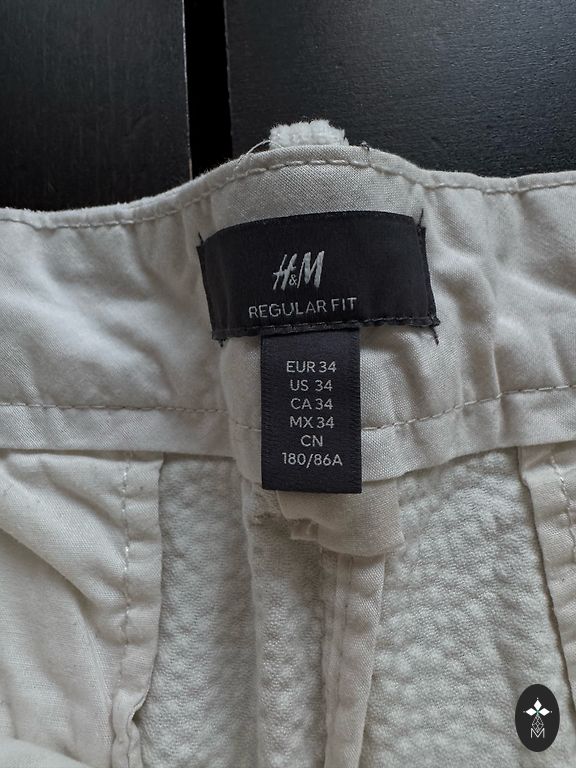 H&M
REGULAR FIT
EUR 34
US 34
CA 34
MX 34
CN
180/86A
M